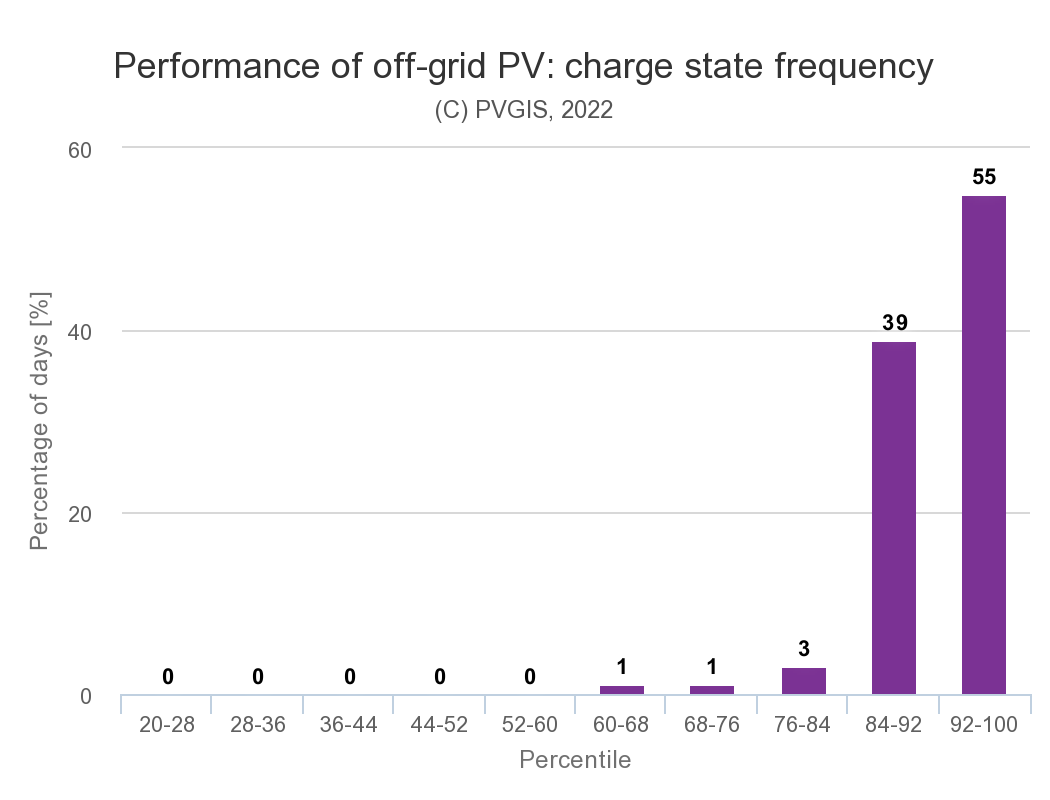 Performance of off-grid PV: charge state frequency
(C) PVGIS, 2022
Percentage of days [%]
60
40
20
0
0 0 0 0 0 1 1 3 39 55
20-28 28-36 36-44 44-52 52-60 60-68 68-76 76-84 84-92 92-100
Percentile